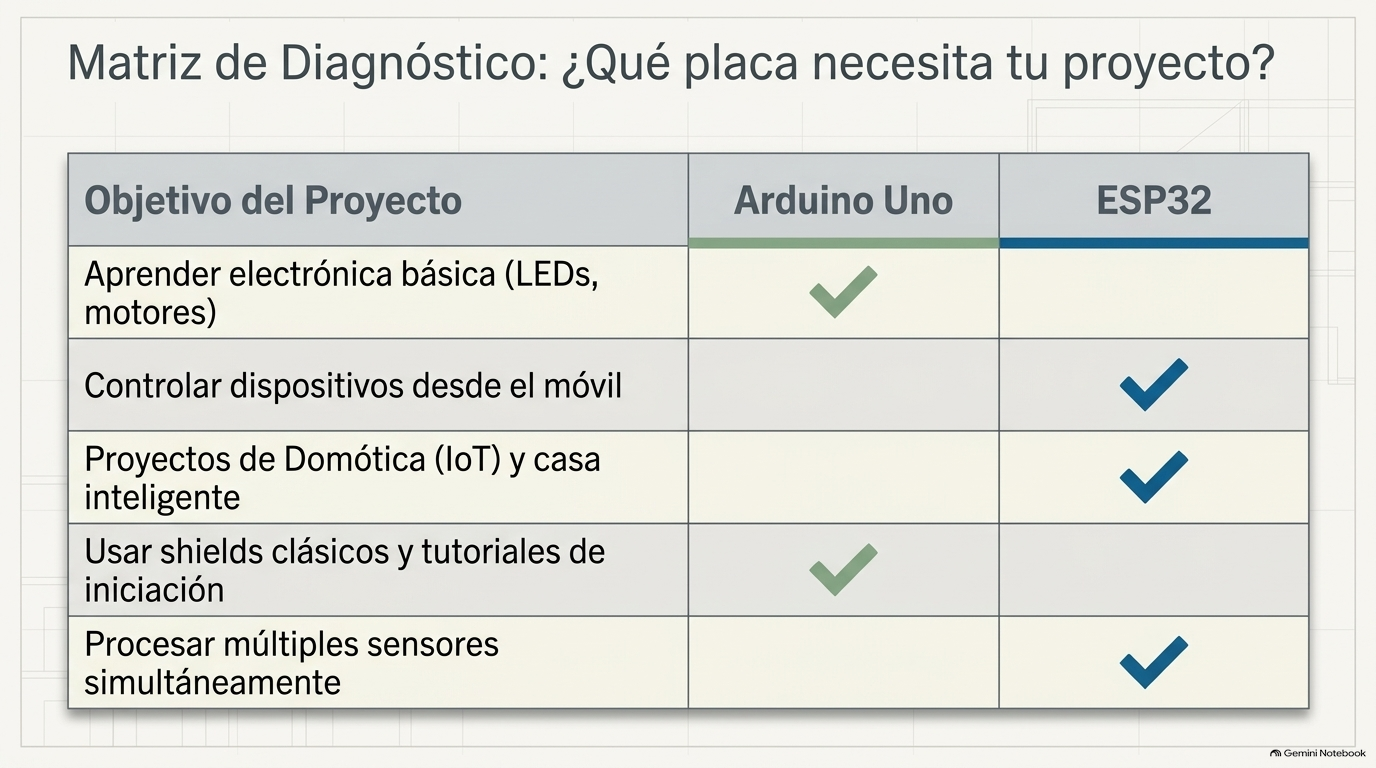 Matriz de Diagnóstico: ¿Qué placa necesita tu proyecto?
Objetivo del Proyecto
Arduino Uno
ESP32
Aprender electrónica básica (LEDs,
motores)
Controlar dispositivos desde el móvil
Proyectos de Domótica (IoT) y casa
inteligente
Usar shields clásicos y tutoriales de
iniciación
Procesar múltiples sensores
simultáneamente
Gemini Notebook